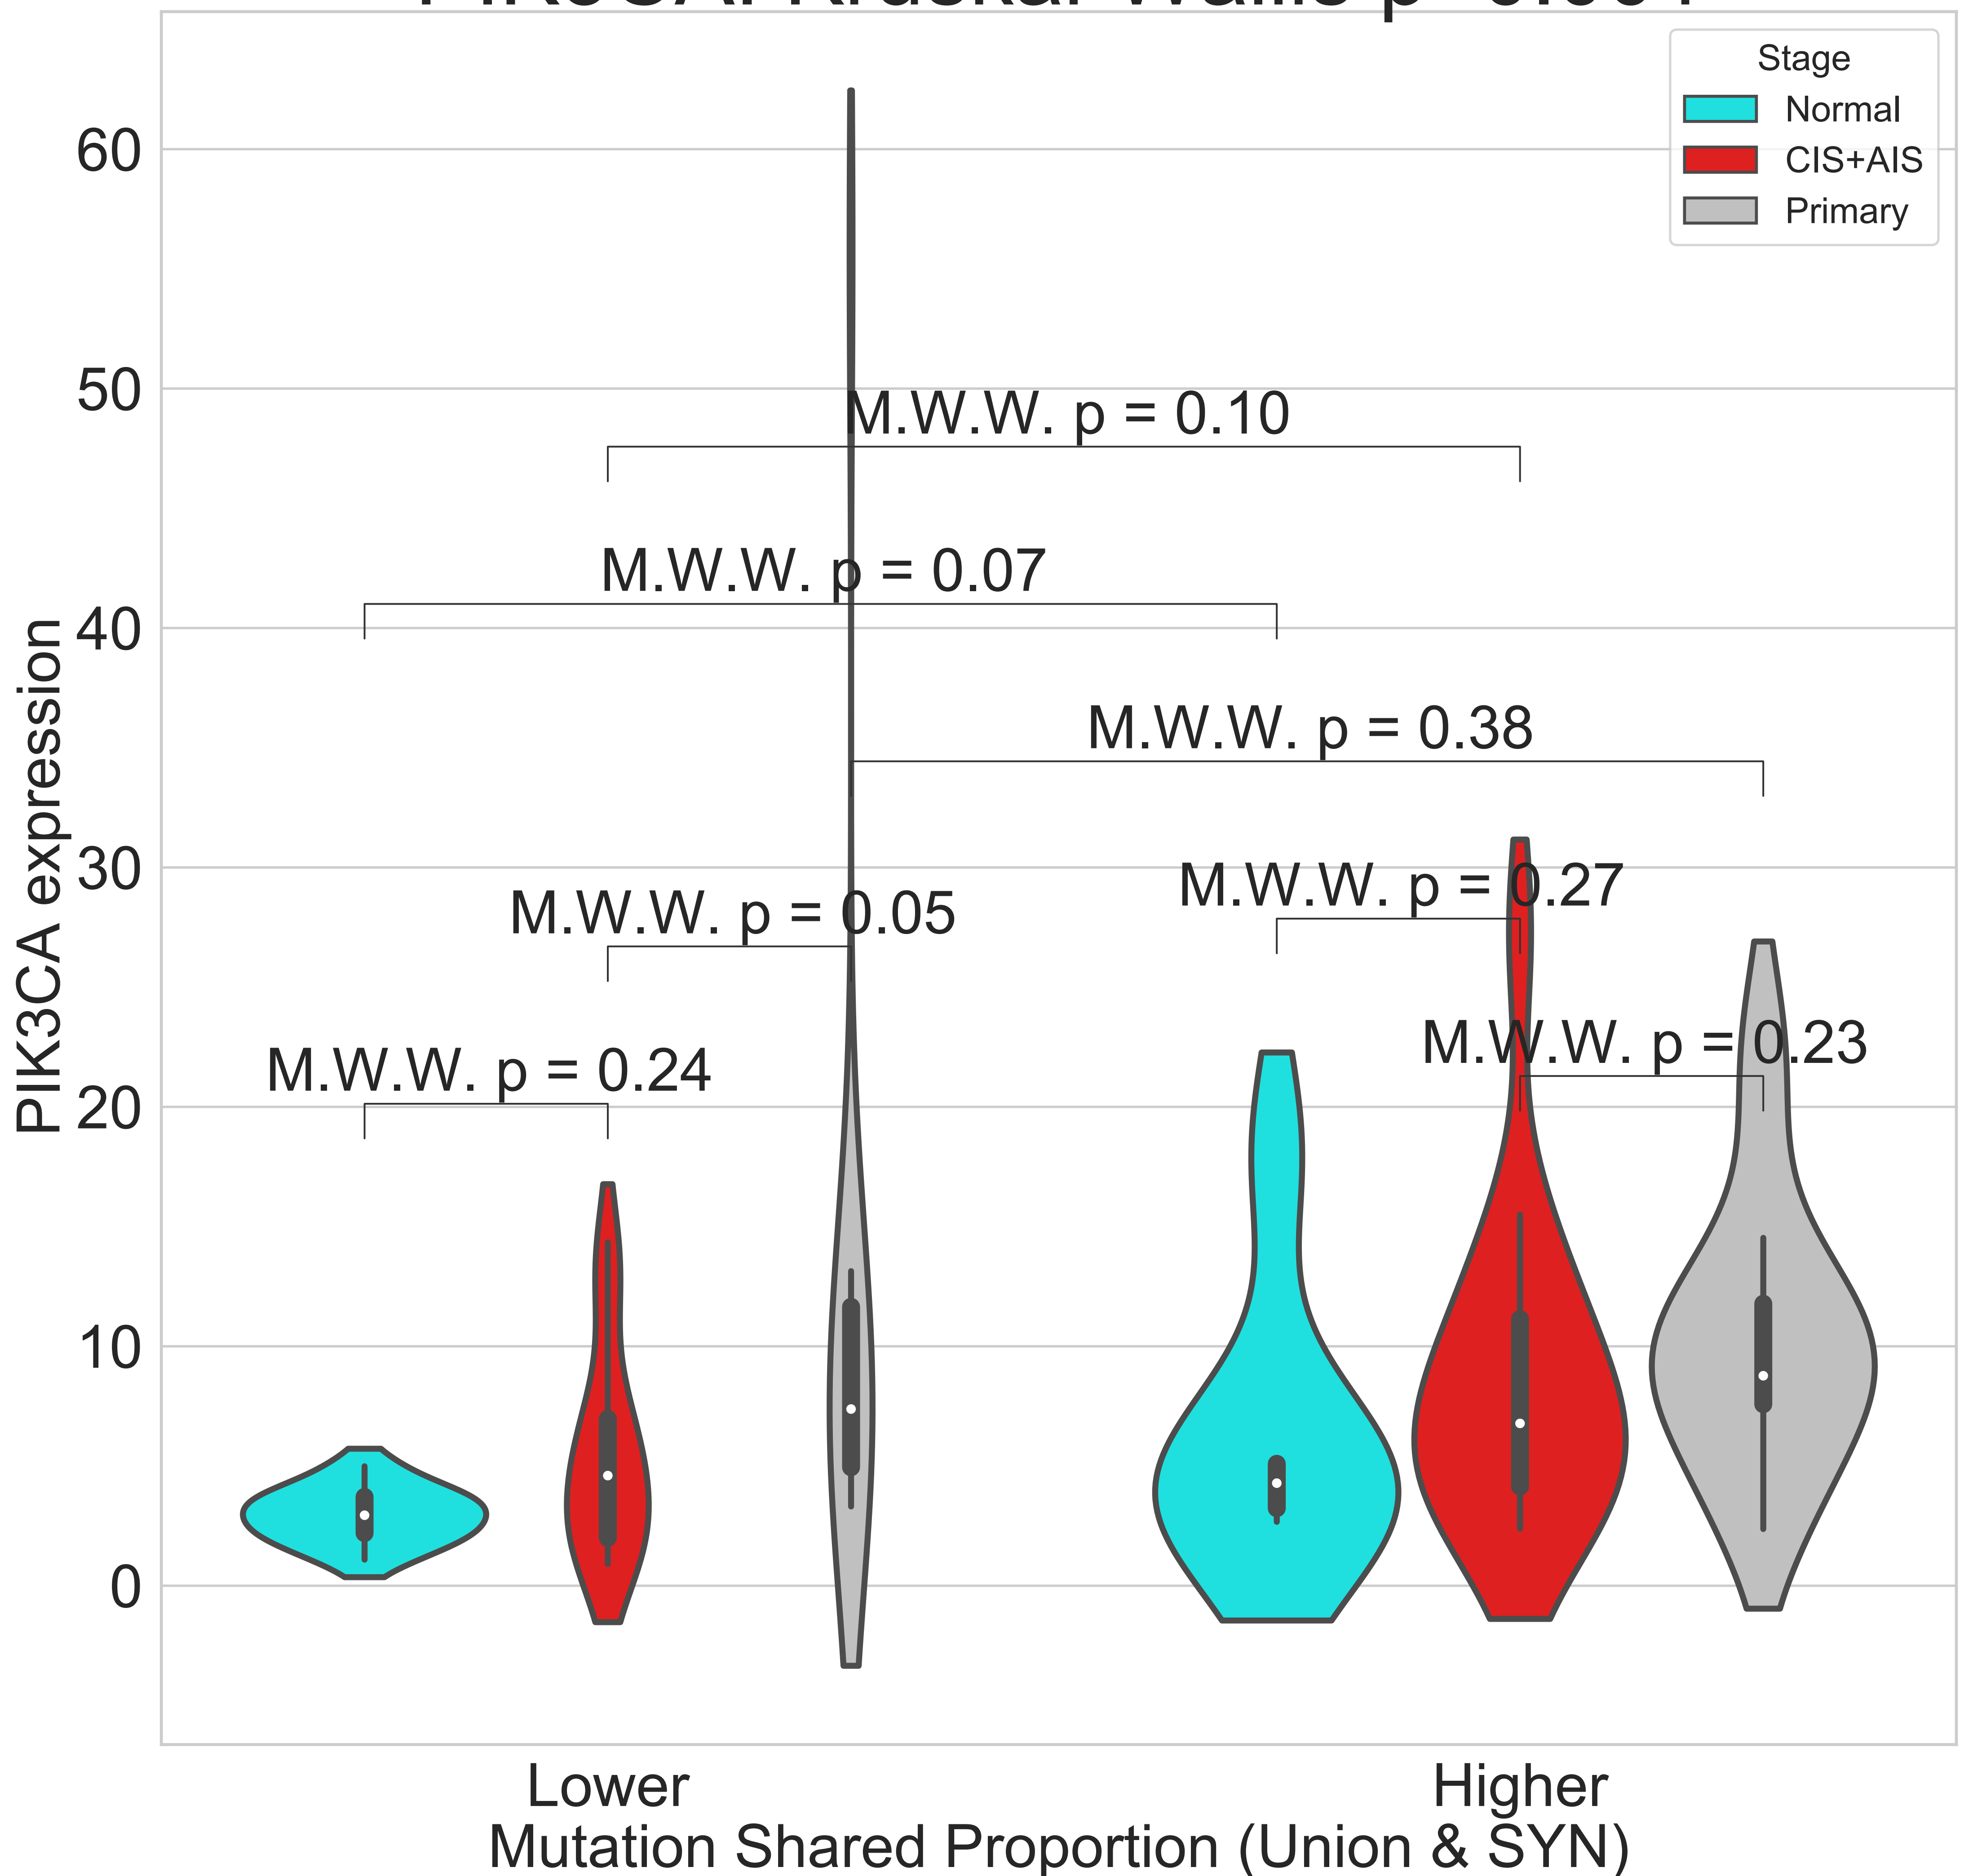 Stage
Normal
CIS+AIS
Primary
60
50
40
30
20
10
0
PIK3CA expression
M.W.W. p = 0.10
M.W.W. p = 0.07
M.W.W. p = 0.38
M.W.W. p = 0.27
M.W.W. p = 0.05
M.W.W. p = 0.23
M.W.W. p = 0.24
Lower
Higher
Mutation Shared Proportion (Union & SYN)